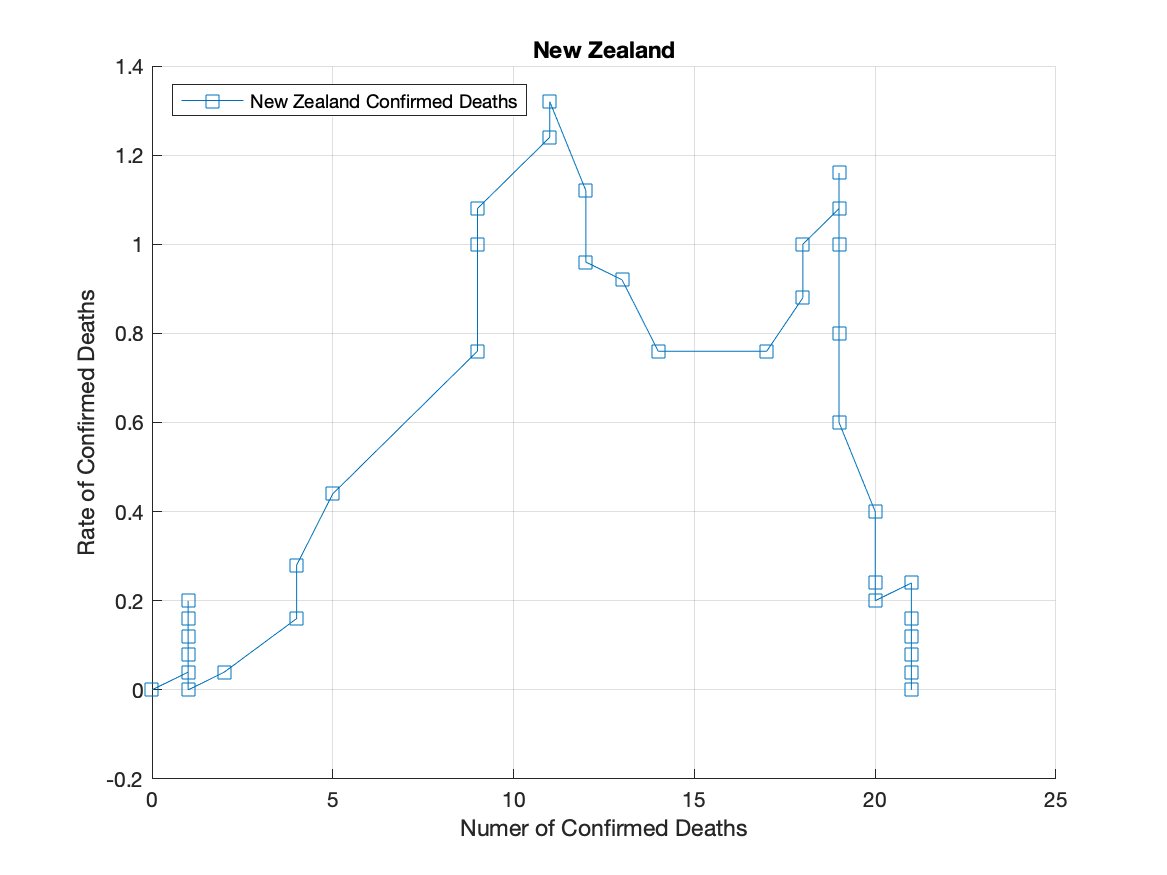 New Zealand
1.4
New Zealand Confirmed Deaths
1.2
1
0.8
0.6
0.4
0.2
0
-0.2
Rate of Confirmed Deaths
0 5 10 15 20 25
Numer of Confirmed Deaths